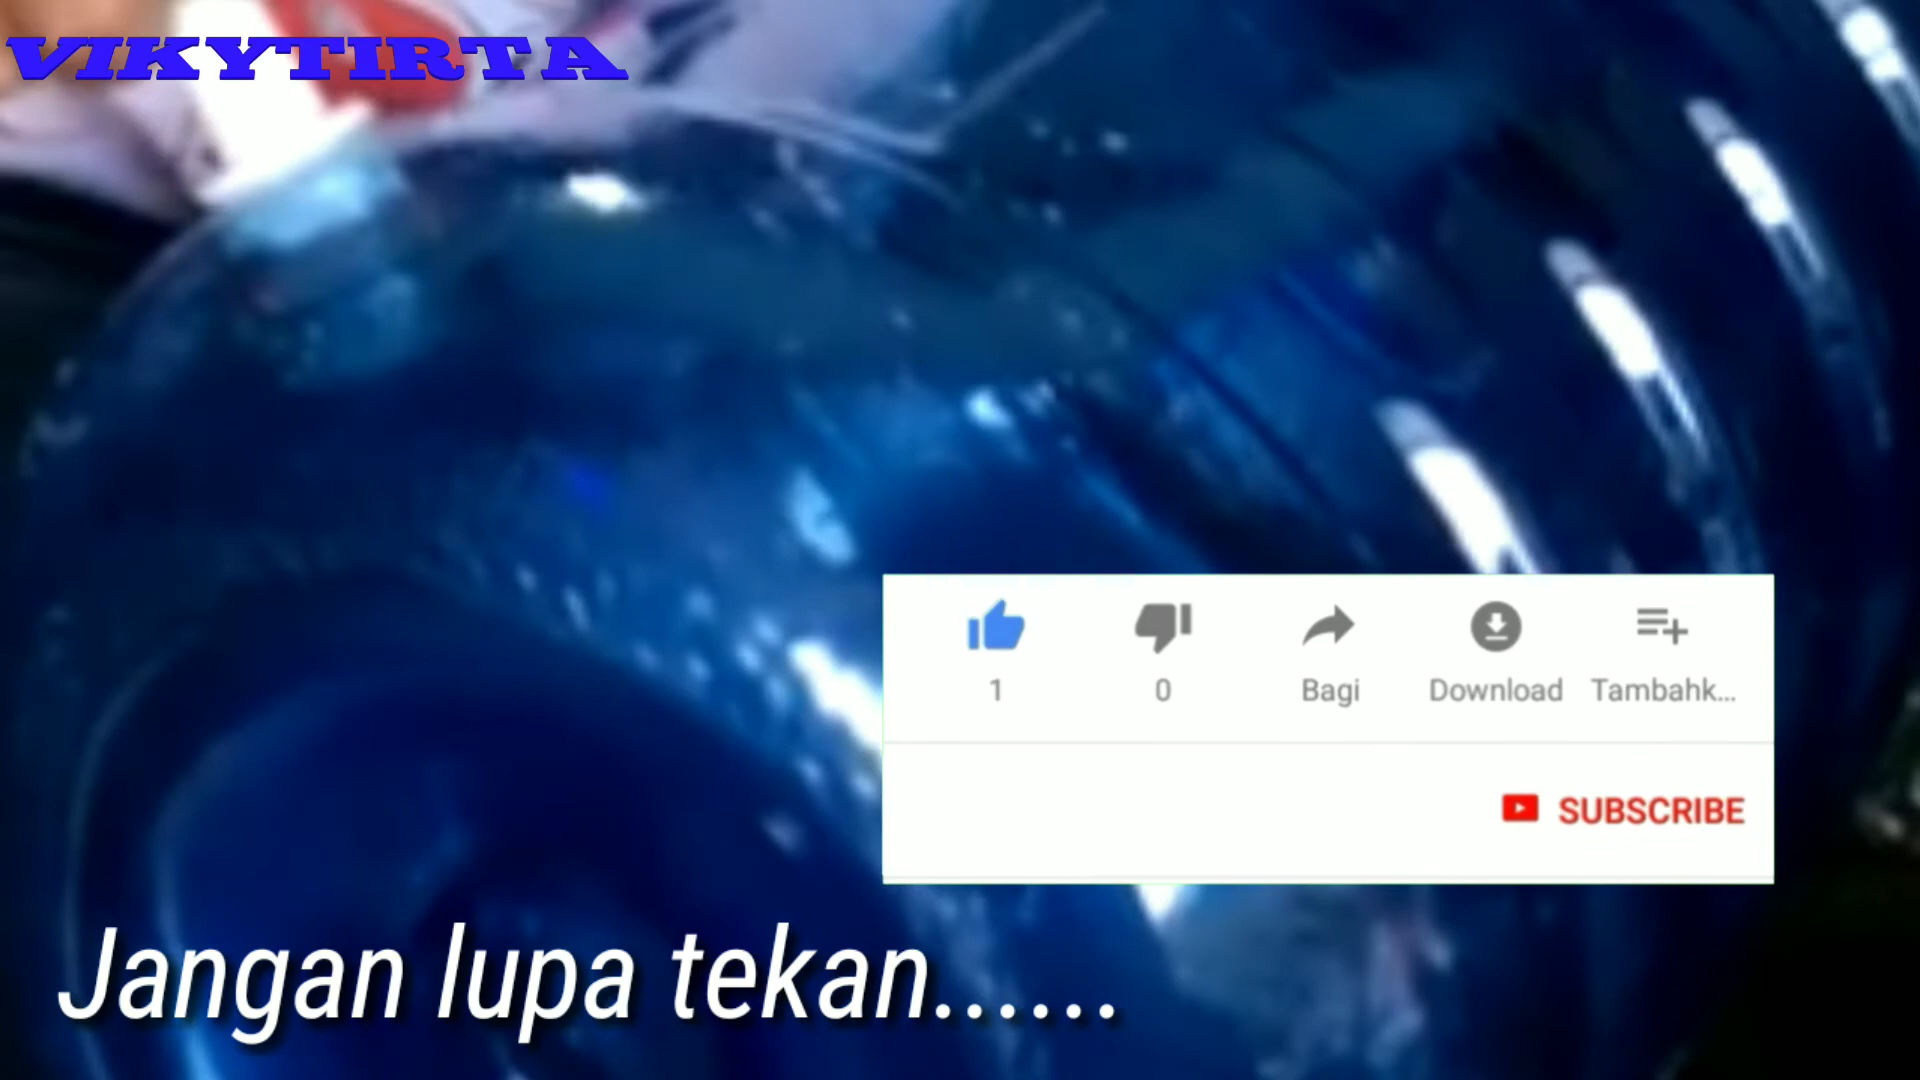 VIKYTIRTA
1 0 Bagi Download Tambahk...
SUBSCRIBE
Jangan lupa tekan......